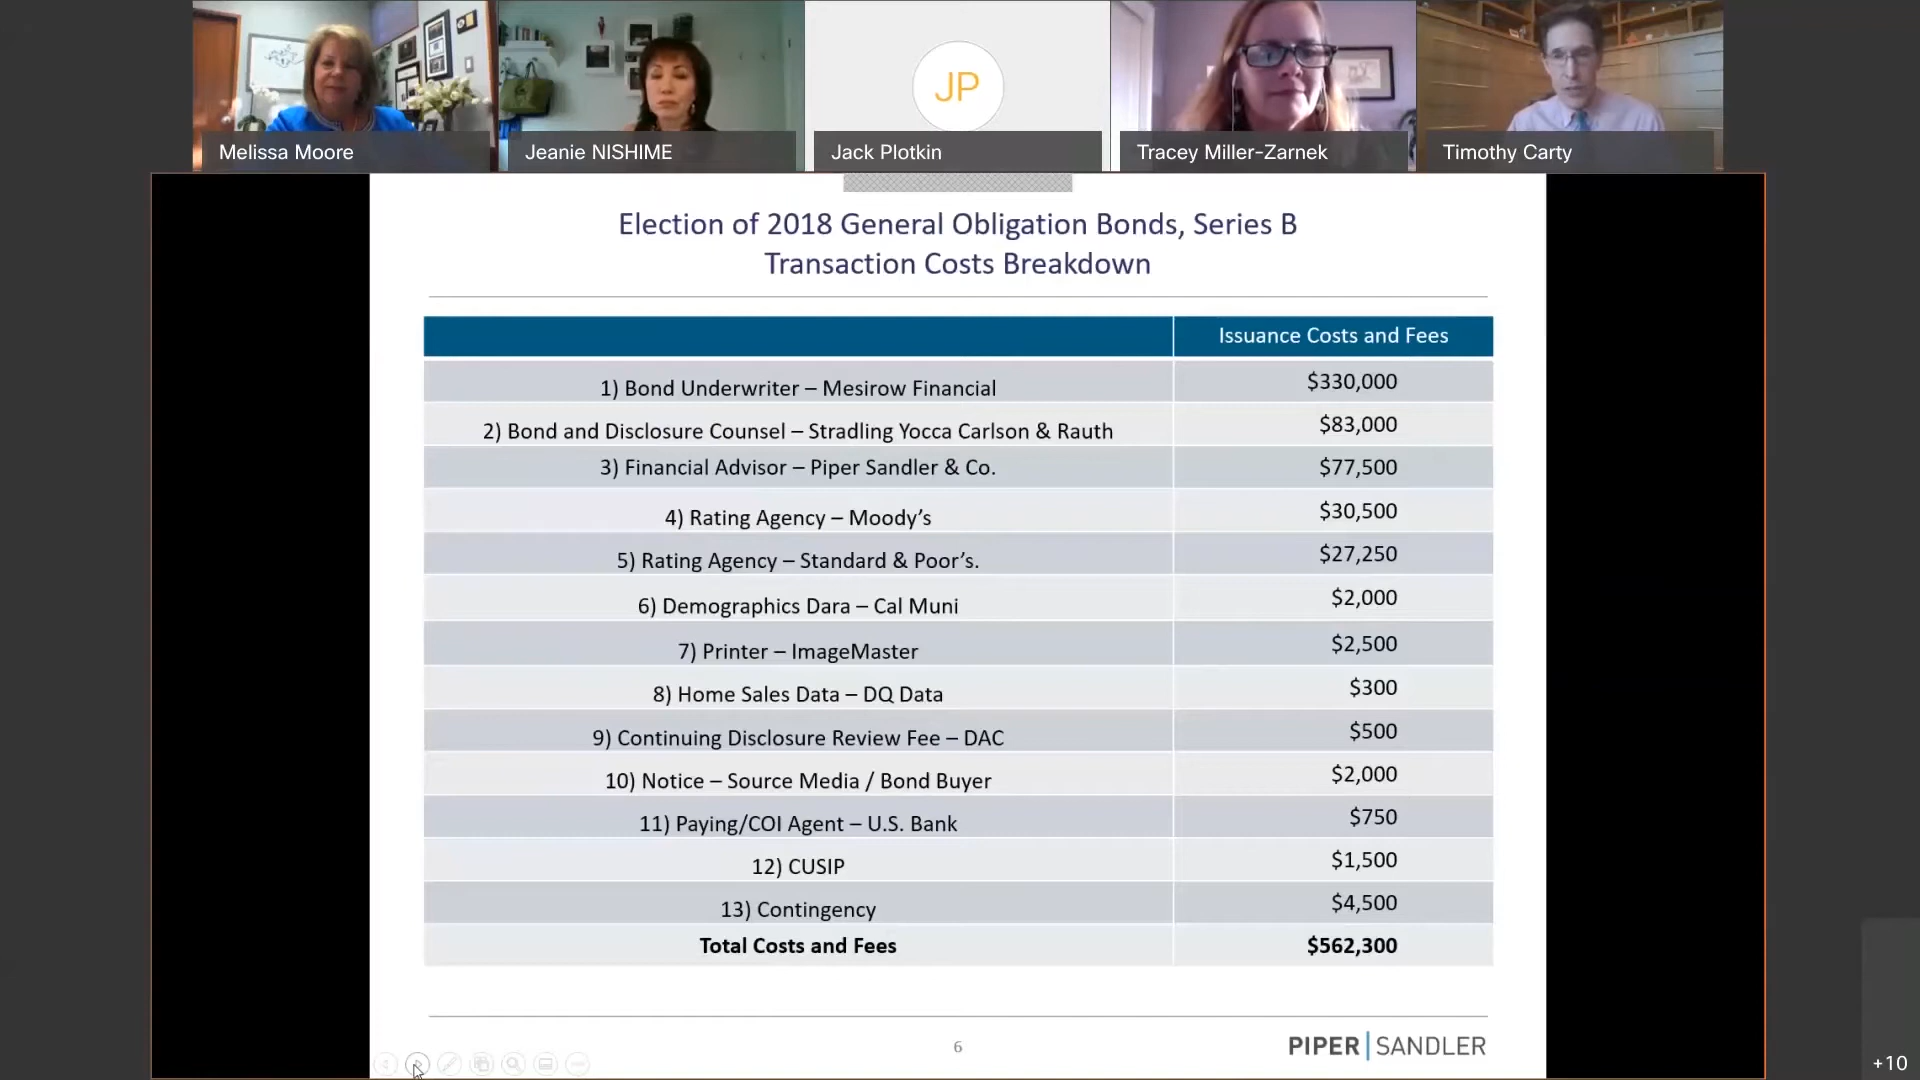 Melissa Moore
Jeanie NISHIME
JP
Jack Plotkin
Tracey Miller-Zarnek
Timothy Carty
Election of 2018 General Obligation Bonds, Series B
Transaction Costs Breakdown
Issuance Costs and Fees
1) Bond Underwriter – Mesirow Financial $330,000
2) Bond and Disclosure Counsel – Stradling Yocca Carlson & Rauth $83,000
3) Financial Advisor – Piper Sandler & Co. $77,500
4) Rating Agency – Moody’s $30,500
5) Rating Agency – Standard & Poor’s. $27,250
6) Demographics Dara – Cal Muni $2,000
7) Printer – ImageMaster $2,500
8) Home Sales Data – DQ Data $300
9) Continuing Disclosure Review Fee – DAC $500
10) Notice – Source Media / Bond Buyer $2,000
11) Paying/COI Agent – U.S. Bank $750
12) CUSIP $1,500
13) Contingency $4,500
Total Costs and Fees $562,300
6
PIPER | SANDLER
+10